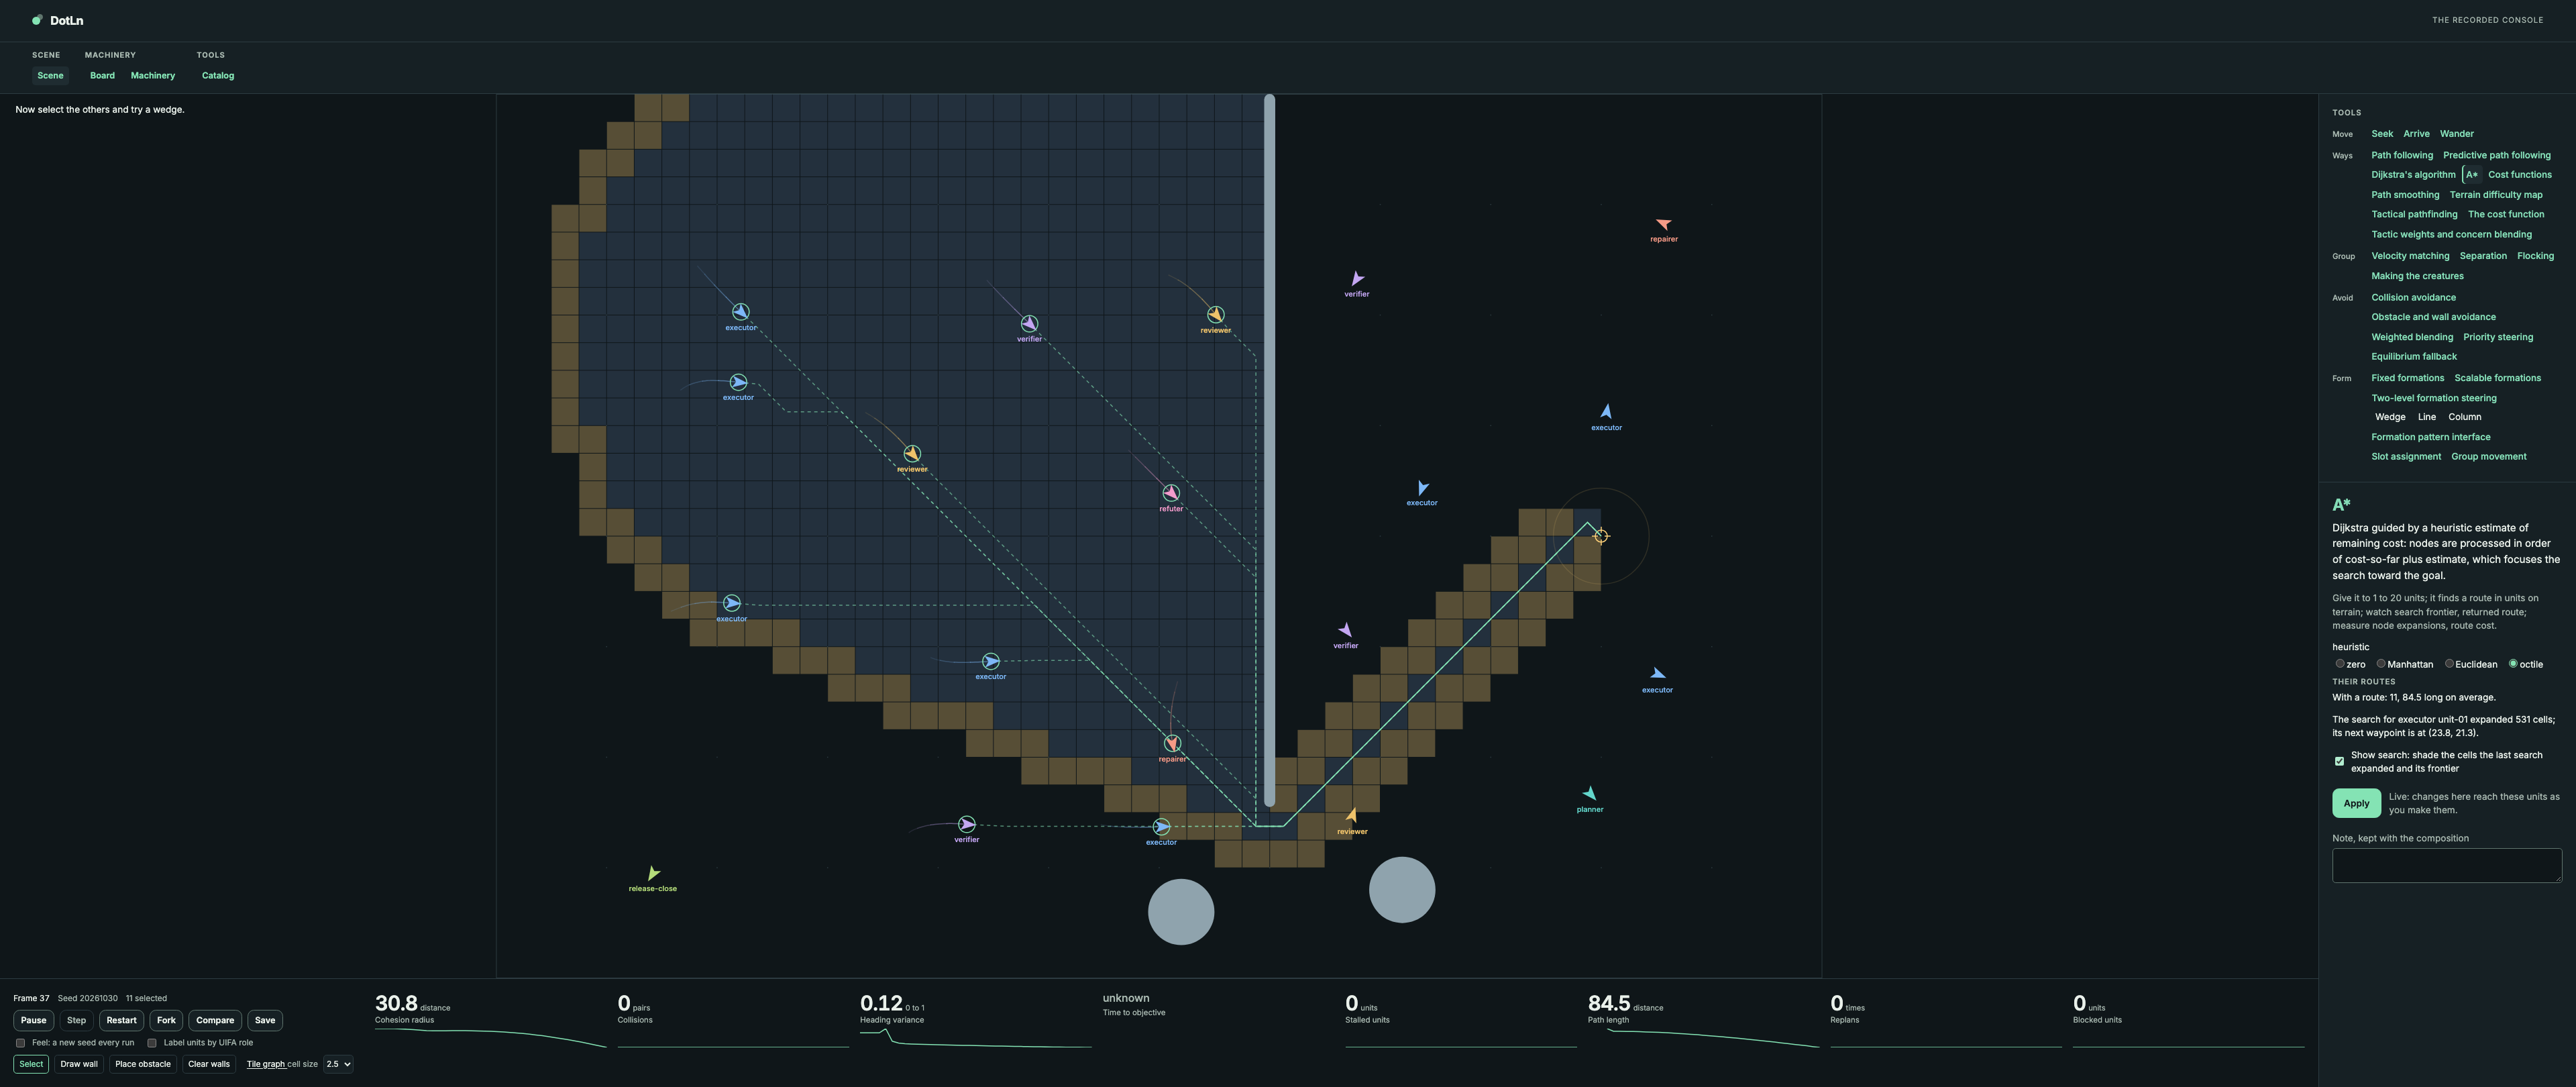 DotLn
THE RECORDED CONSOLE
SCENE MACHINERY TOOLS
Scene Board Machinery Catalog
Now select the others and try a wedge.
repairer
verifier
executor
verifier
reviewer
executor
executor
reviewer
executor
refuter
executor
verifier
executor
executor
repairer
planner
reviewer
verifier
executor
release-close
TOOLS
Move Seek Arrive Wander
Ways Path following Predictive path following
Dijkstra's algorithm A* Cost functions
Path smoothing Terrain difficulty map
Tactical pathfinding The cost function
Tactic weights and concern blending
Group Velocity matching Separation Flocking
Making the creatures
Avoid Collision avoidance
Obstacle and wall avoidance
Weighted blending Priority steering
Equilibrium fallback
Form Fixed formations Scalable formations
Two-level formation steering
Wedge Line Column
Formation pattern interface
Slot assignment Group movement
A*
Dijkstra guided by a heuristic estimate of
remaining cost: nodes are processed in order
of cost-so-far plus estimate, which focuses the
search toward the goal.
Give it to 1 to 20 units; it finds a route in units on
terrain; watch search frontier, returned route;
measure node expansions, route cost.
heuristic
zero Manhattan Euclidean octile
THEIR ROUTES
With a route: 11, 84.5 long on average.
The search for executor unit-01 expanded 531 cells;
its next waypoint is at (23.8, 21.3).
Show search: shade the cells the last search
expanded and its frontier
Apply
Live: changes here reach these units as
you make them.
Note, kept with the composition
Frame 37 Seed 20261030 11 selected
Pause Step Restart Fork Compare Save
Feel: a new seed every run Label units by UIFA role
Select Draw wall Place obstacle Clear walls Tile graph cell size 2.5
30.8 distance
Cohesion radius
0 pairs
Collisions
0.12 0 to 1
Heading variance
unknown
Time to objective
0 units
Stalled units
84.5 distance
Path length
0 times
Replans
0 units
Blocked units